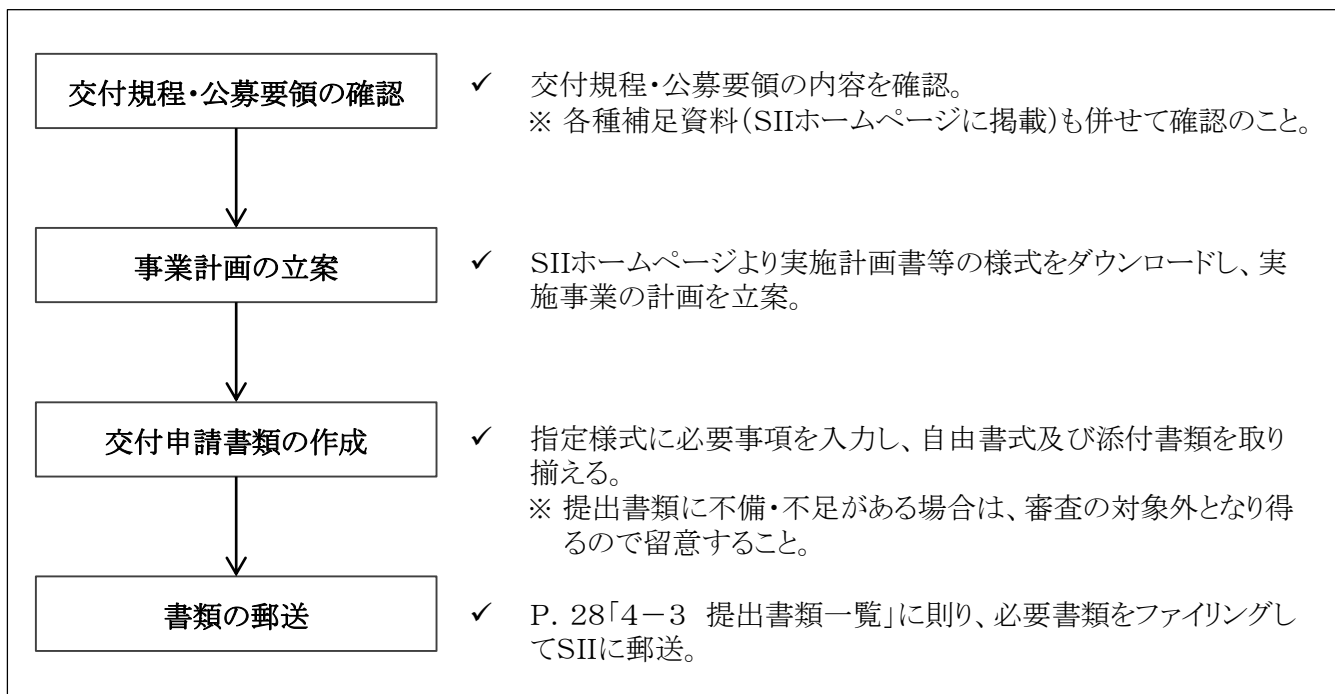 交付規程・公募要領の確認
✓ 交付規程・公募要領の内容を確認。
※ 各種補足資料(SIIホームページに掲載)も併せて確認のこと。
事業計画の立案
✓ SIIホームページより実施計画書等の様式をダウンロードし、実
施事業の計画を立案。
交付申請書類の作成
✓ 指定様式に必要事項を入力し、自由書式及び添付書類を取り
揃える。
※ 提出書類に不備・不足がある場合は、審査の対象外となり得
るので留意すること。
書類の郵送
✓ P. 28「4-3 提出書類一覧」に則り、必要書類をファイリングし
てSIIに郵送。